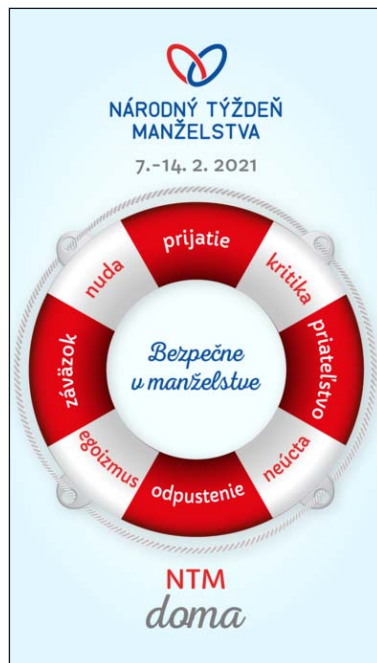 NÁRODNÝ TÝŽDEŇ
MANŽELSTVA
7.-14. 2. 2021
prijatie
kritika
priateľstvo
neúcta
odpustenie
egoizmus
záväzok
nuda
Bezpečne
v manželstve
NTM
doma